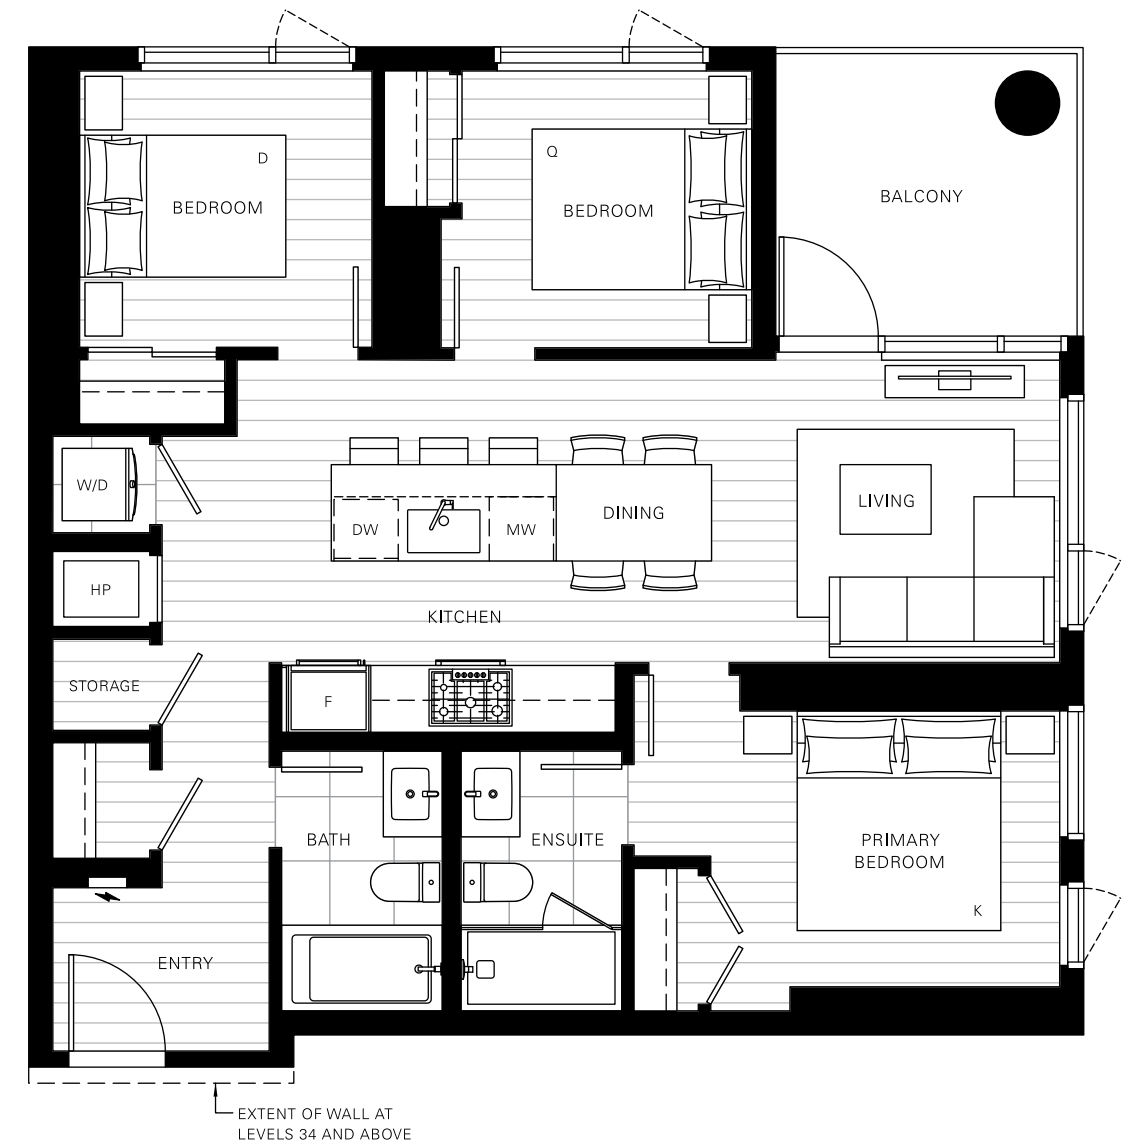 D
BEDROOM
Q
BEDROOM
BALCONY
W/D
DW
MW
DINING
LIVING
HP
KITCHEN
STORAGE
F
BATH
ENSUITE
PRIMARY
BEDROOM
K
ENTRY
EXTENT OF WALL AT
LEVELS 34 AND ABOVE